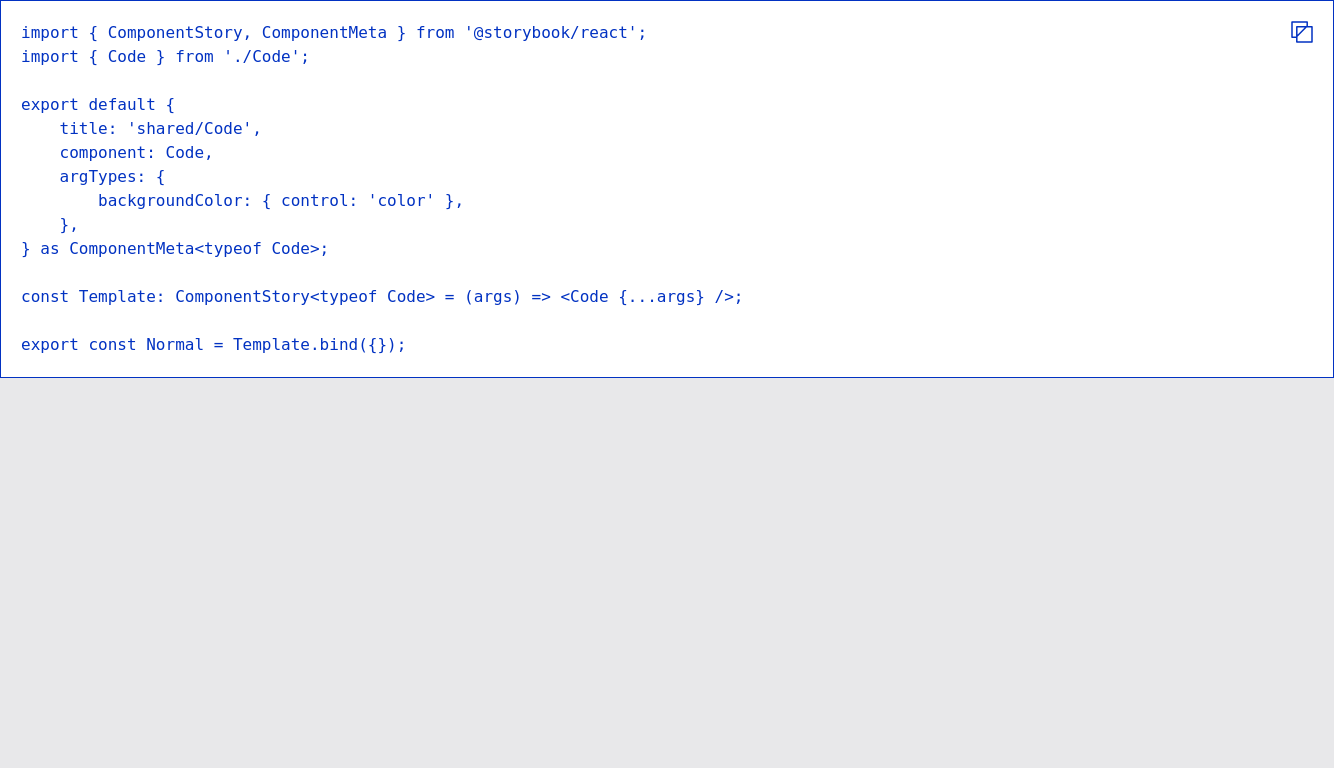 import { ComponentStory, ComponentMeta } from '@storybook/react';
import { Code } from './Code';

export default {
    title: 'shared/Code',
    component: Code,
    argTypes: {
        backgroundColor: { control: 'color' },
    },
} as ComponentMeta<typeof Code>;

const Template: ComponentStory<typeof Code> = (args) => <Code {...args} />;

export const Normal = Template.bind({});